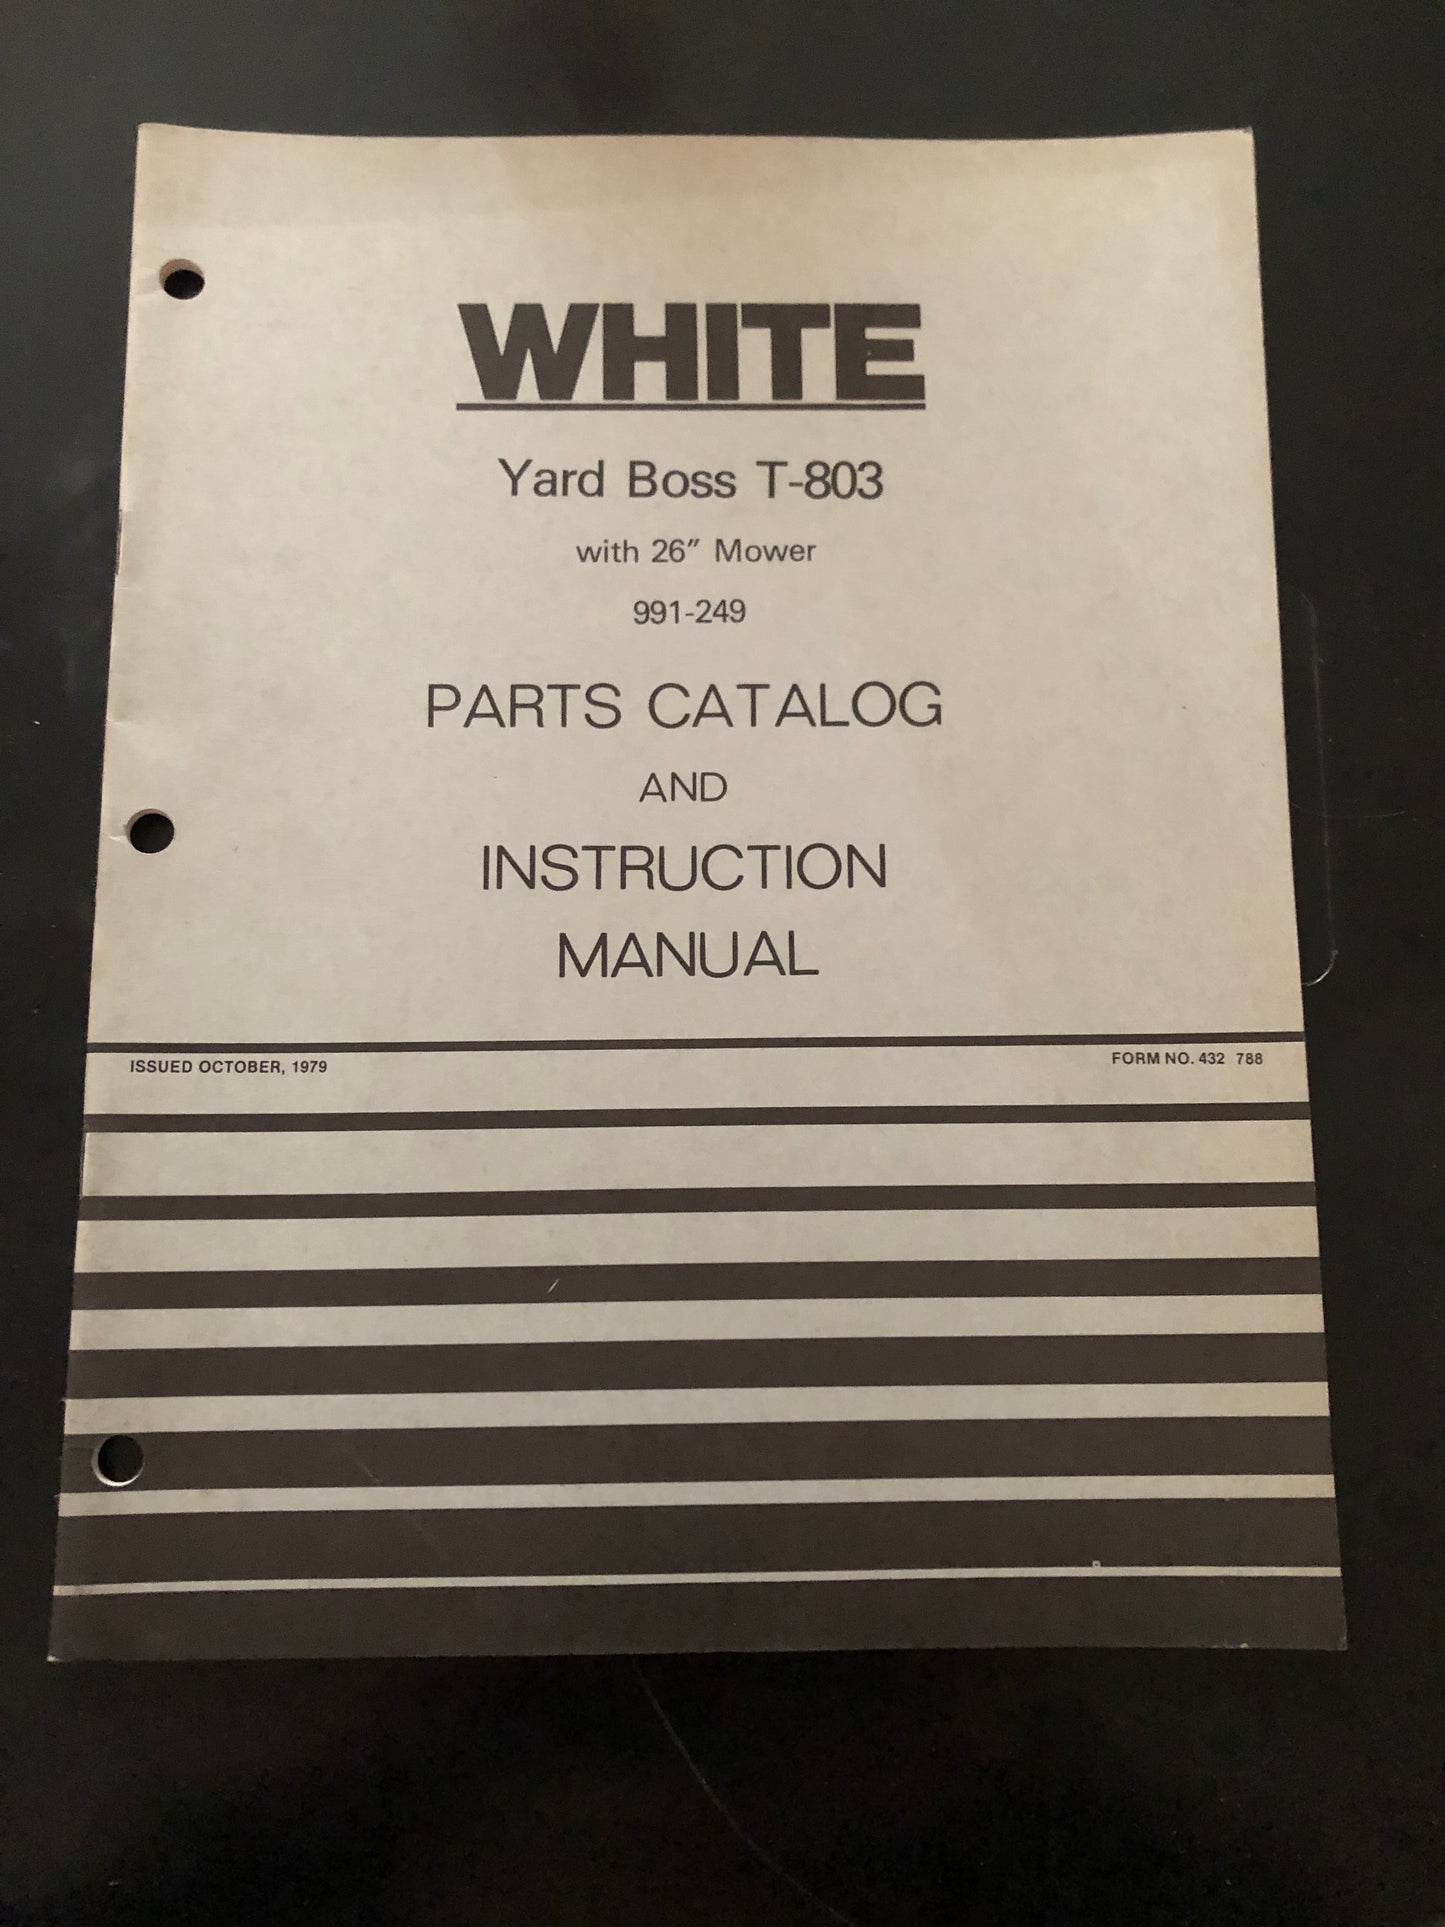 WHITE
Yard Boss T-803
with 26" Mower
991-249
PARTS CATALOG
AND
INSTRUCTION
MANUAL
ISSUED OCTOBER, 1979
FORM NO. 432 788